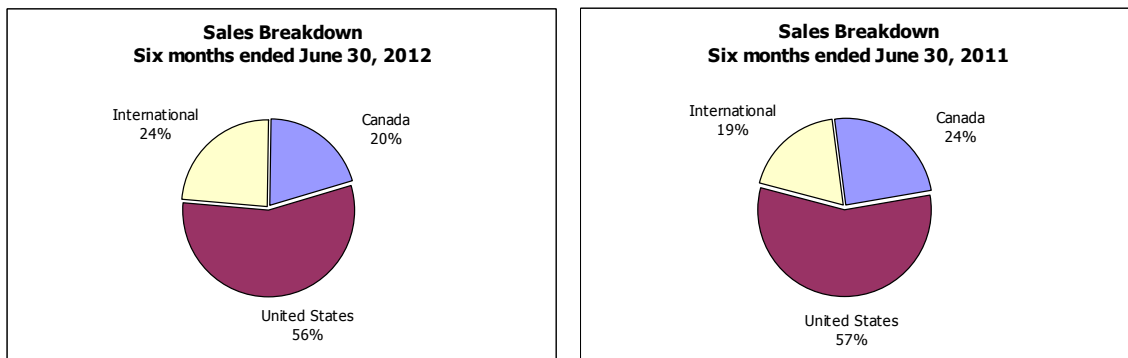 Sales Breakdown
Six months ended June 30, 2012
International
24%
Canada
20%
United States
56%
Sales Breakdown
Six months ended June 30, 2011
International
19%
Canada
24%
United States
57%